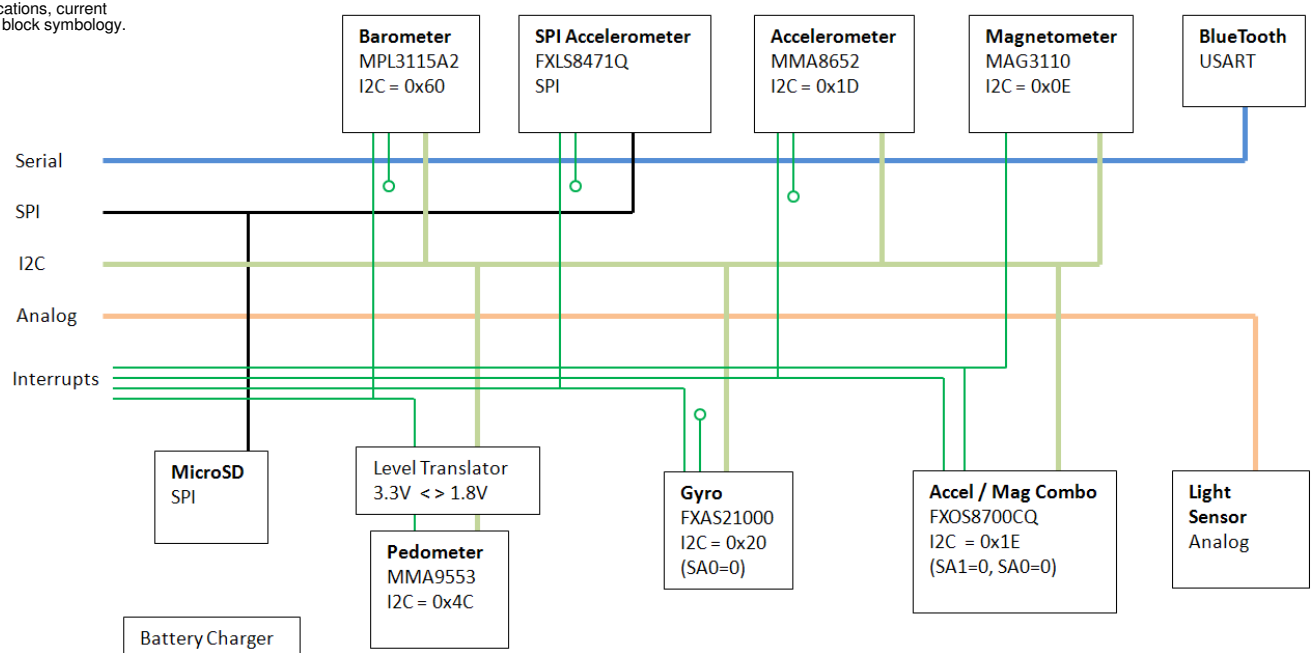 cations, current
block symbology.
Barometer
MPL3115A2
I2C = 0x60
SPI Accelerometer
FXLS8471Q
SPI
Accelerometer
MMA8652
I2C = 0x1D
Magnetometer
MAG3110
I2C = 0x0E
BlueTooth
USART
Serial
SPI
I2C
Analog
Interrupts
MicroSD
SPI
Level Translator
3.3V <> 1.8V
Pedometer
MMA9553
I2C = 0x4C
Gyro
FXAS21000
I2C = 0x20
(SA0=0)
Accel / Mag Combo
FXOS8700CQ
I2C = 0x1E
(SA1=0, SA0=0)
Light
Sensor
Analog
Battery Charger